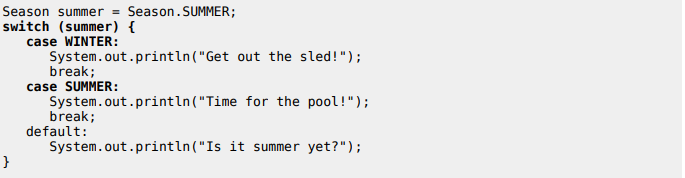 Season summer = Season.SUMMER;
switch (summer) {
   case WINTER:
      System.out.println("Get out the sled!");
      break;
   case SUMMER:
      System.out.println("Time for the pool!");
      break;
   default:
      System.out.println("Is it summer yet?");
}